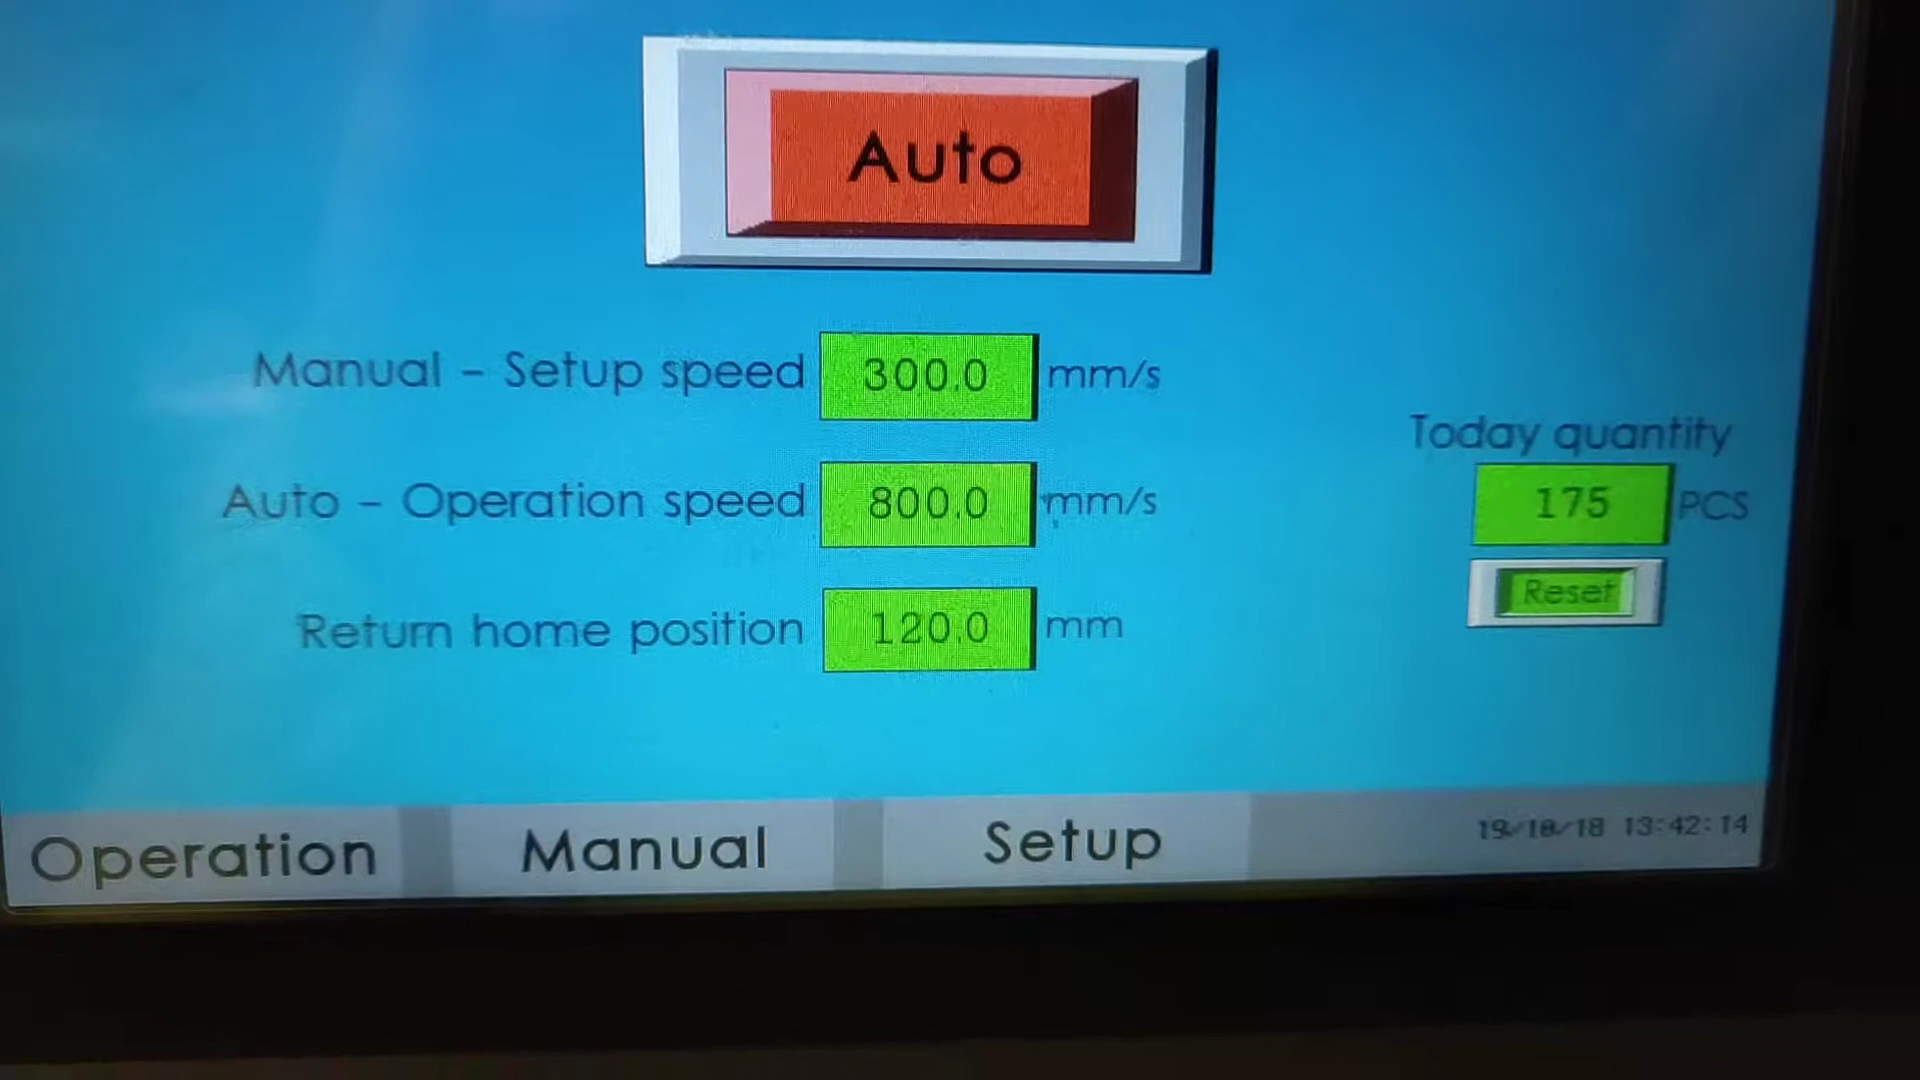 Auto
Manual - Setup speed 300.0 mm/s
Auto - Operation speed 800.0 mm/s
Return home position 120.0 mm
Today quantity
175 PCS
Reset
Operation Manual Setup 19/10/18 13:42:14